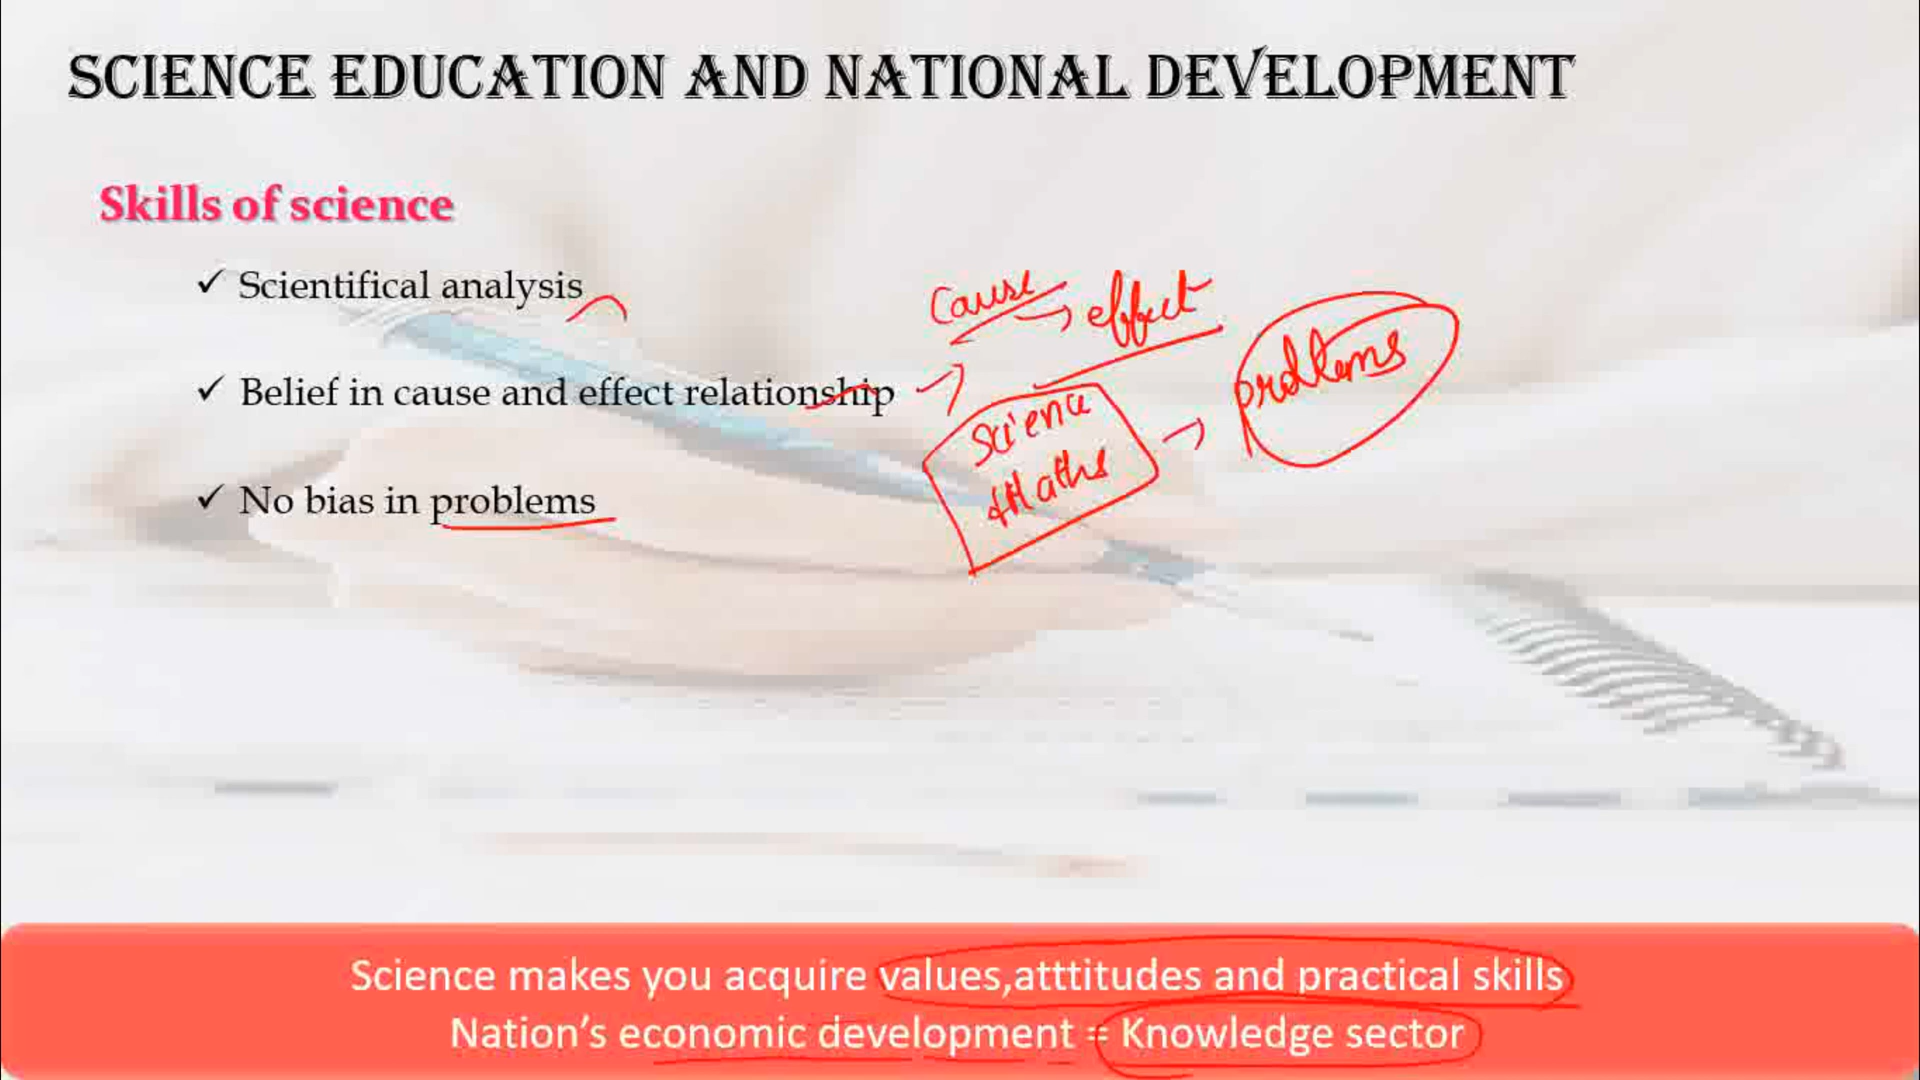 SCIENCE EDUCATION AND NATIONAL DEVELOPMENT
Skills of science
✓ Scientifical analysis
✓ Belief in cause and effect relationship
✓ No bias in problems
Cause → effect
Science
& Maths
problems
Science makes you acquire values,atttitudes and practical skills
Nation’s economic development = Knowledge sector